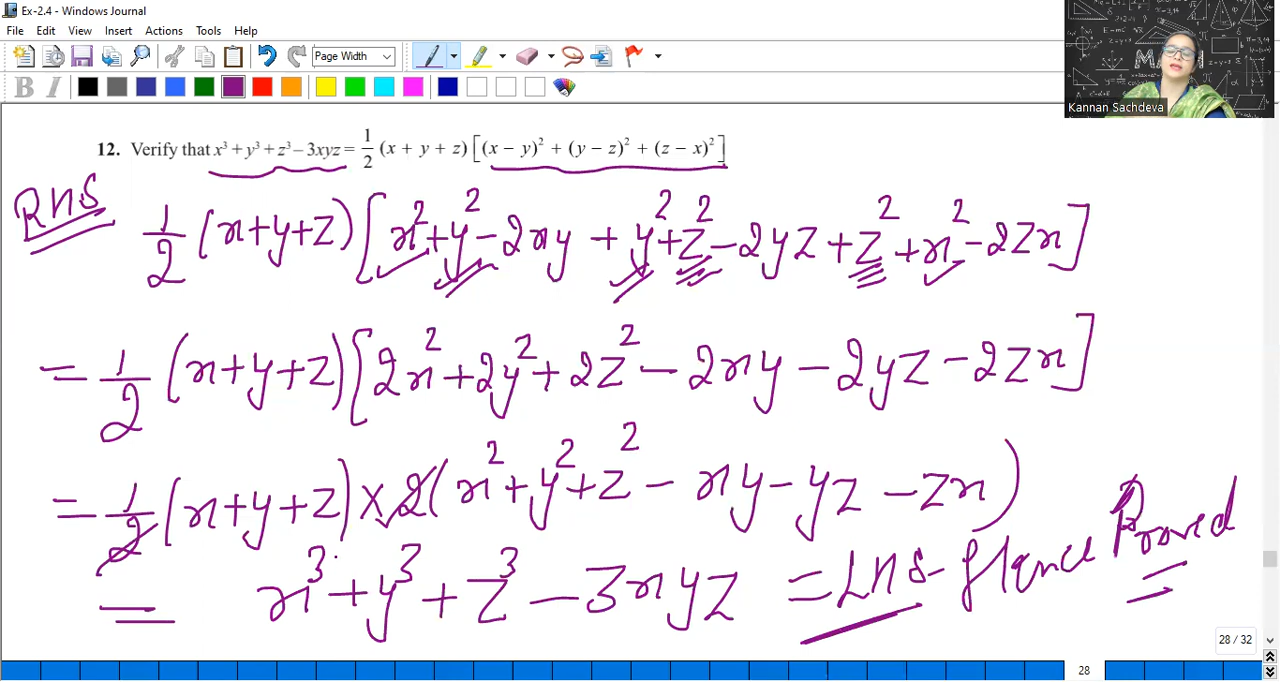 Ex-2.4 - Windows Journal
File Edit View Insert Actions Tools Help
Page Width
B I
Kannan Sachdeva
12. Verify that x³ + y³ + z³ – 3xyz = 1/2 (x + y + z) [(x – y)² + (y – z)² + (z – x)²]
RHS
1/2 (x+y+z) [x²+y²-2xy + y²+z²-2yz+z²+x²-2zx]
= 1/2 (x+y+z) [2x²+2y²+2z²-2xy-2yz-2zx]
= 1/2 (x+y+z) × 2(x²+y²+z²-xy-yz-zx)
= x³+y³+z³-3xyz = LHS. Hence Proved
28 / 32
28